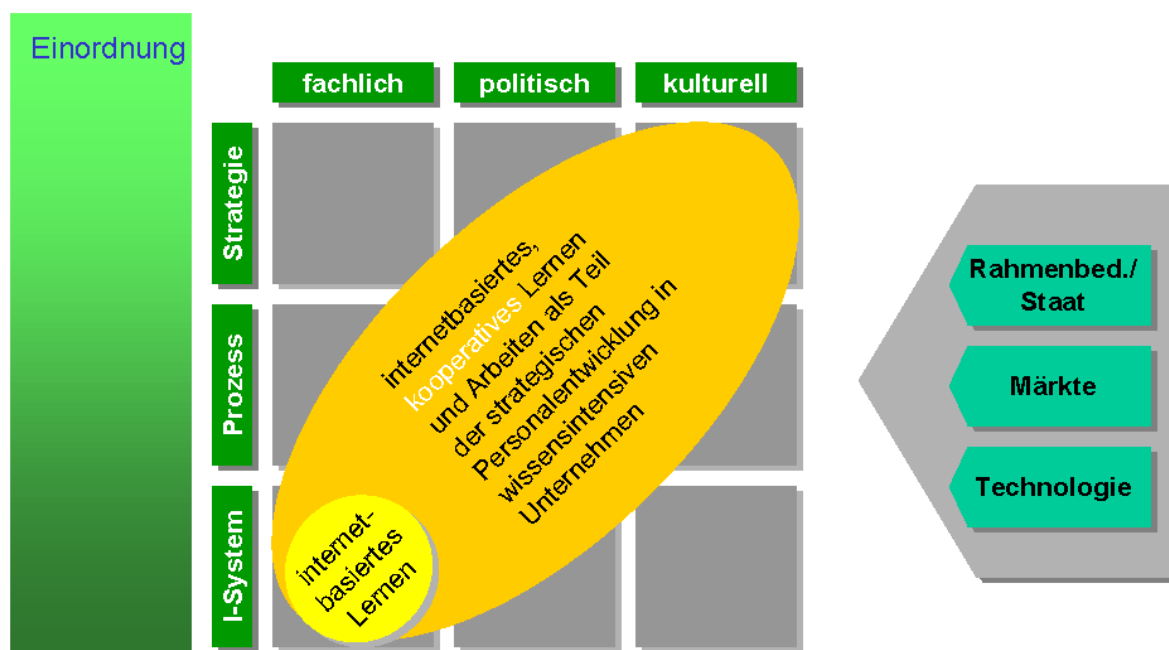 Einordnung
fachlich
politisch
kulturell
Strategie
Prozess
I-System
internetbasiertes,
kooperatives Lernen
und Arbeiten als Teil
der strategischen
Personalentwicklung in
wissensintensiven
Unternehmen
internet-
basiertes
Lernen
Rahmenbed./
Staat
Märkte
Technologie